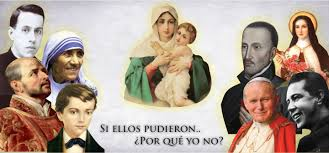 SI ELLOS PUDIERON..
¿POR QUÉ YO NO?